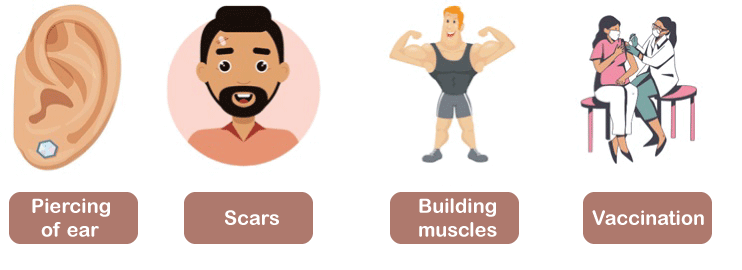 Piercing
of ear
Scars
Building
muscles
Vaccination